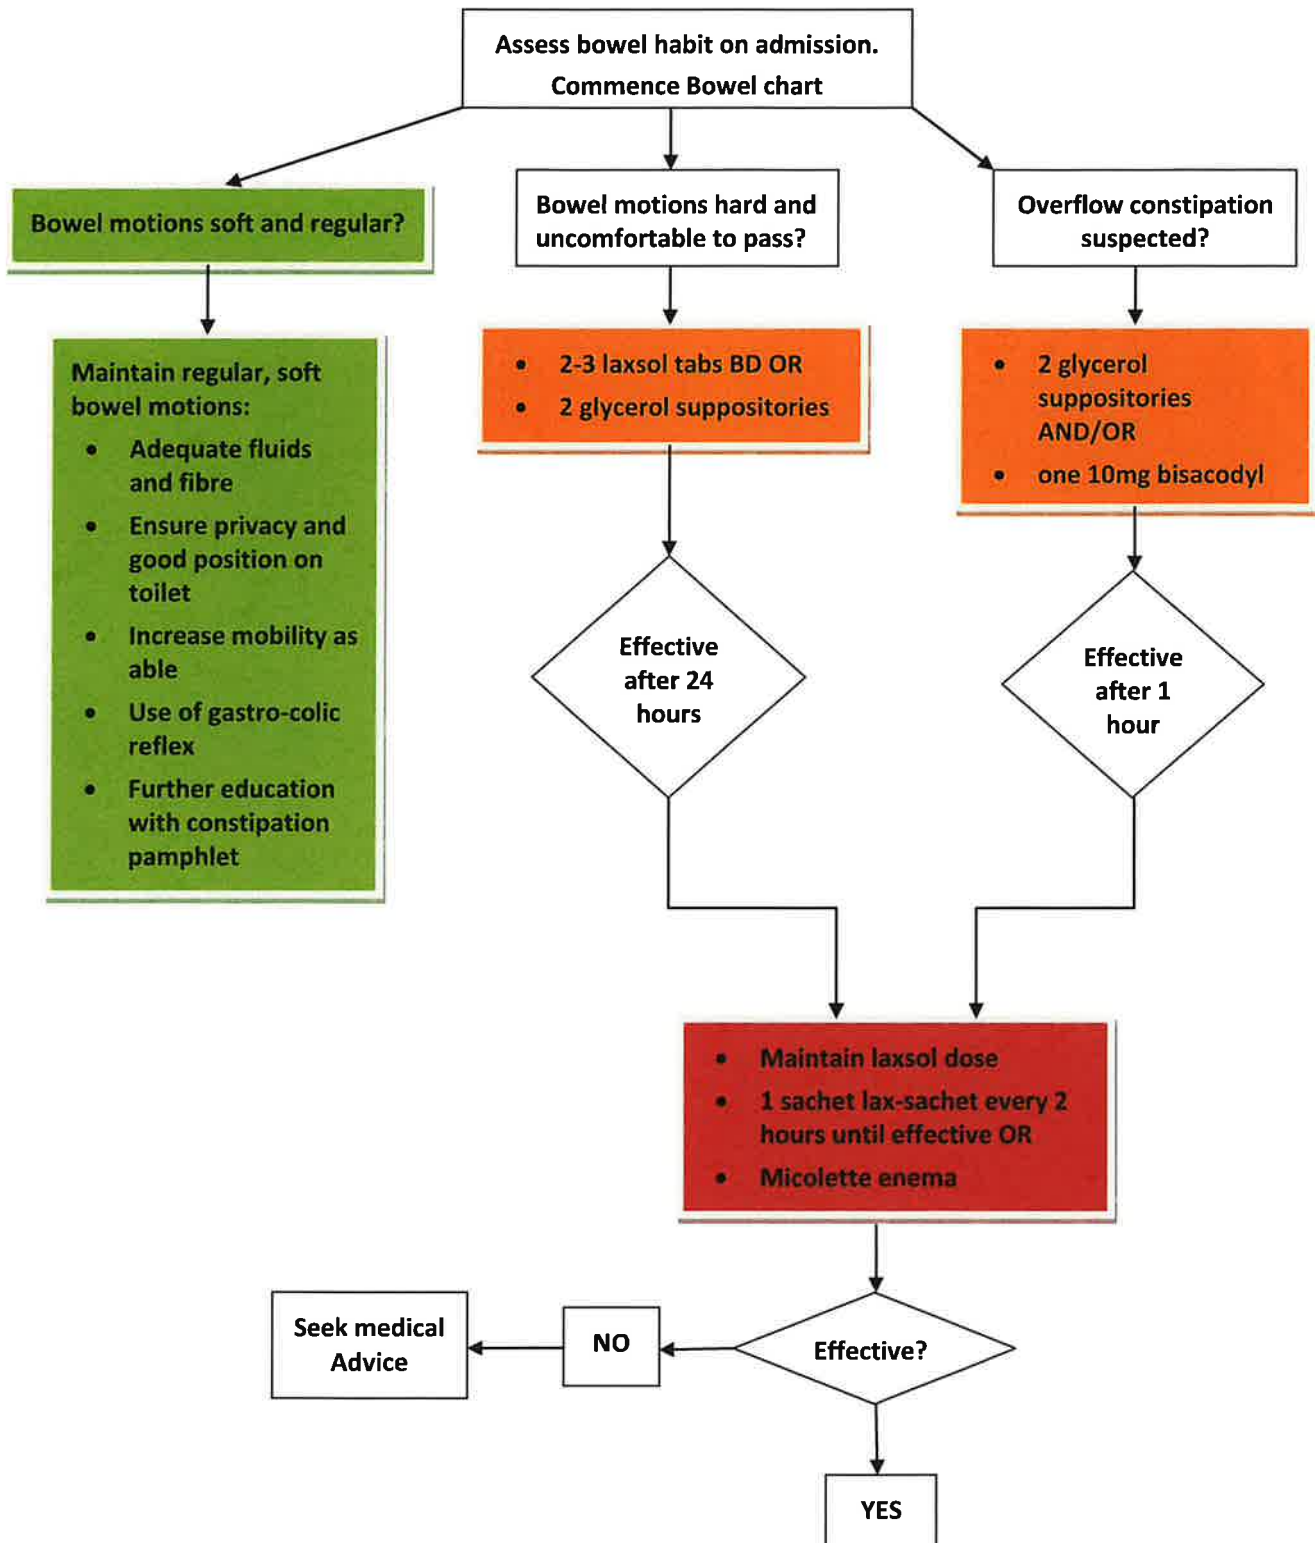 Assess bowel habit on admission.
Commence Bowel chart
Bowel motions soft and regular?
Bowel motions hard and
uncomfortable to pass?
Overflow constipation
suspected?
Maintain regular, soft
bowel motions:
• Adequate fluids
and fibre
• Ensure privacy and
good position on
toilet
• Increase mobility as
able
• Use of gastro-colic
reflex
• Further education
with constipation
pamphlet
• 2-3 laxsol tabs BD OR
• 2 glycerol suppositories
• 2 glycerol
suppositories
AND/OR
• one 10mg bisacodyl
Effective
after 24
hours
Effective
after 1
hour
• Maintain laxsol dose
• 1 sachet lax-sachet every 2
hours until effective OR
• Micolette enema
Effective?
NO
Seek medical
Advice
YES